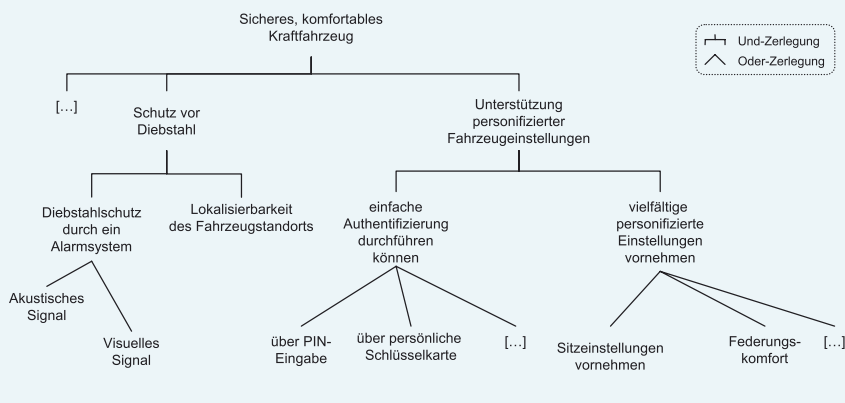 Sicheres, komfortables
Kraftfahrzeug
Und-Zerlegung
Oder-Zerlegung
[...]
Schutz vor
Diebstahl
Unterstützung
personifizierter
Fahrzeugeinstellungen
Diebstahlschutz
durch ein
Alarmsystem
Lokalisierbarkeit
des Fahrzeugstandorts
einfache
Authentifizierung
durchführen
können
vielfältige
personifizierte
Einstellungen
vornehmen
Akustisches
Signal
Visuelles
Signal
über PIN-
Eingabe
über persönliche
Schlüsselkarte
[...]
Sitzeinstellungen
vornehmen
Federungs-
komfort
[...]